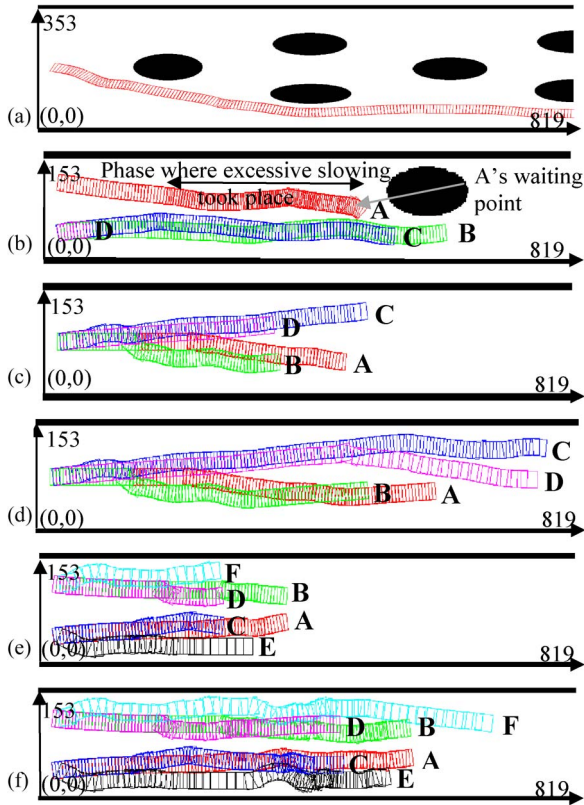 353
(a) (0,0) 819
153 Phase where excessive slowing took place A's waiting point
A
(b) D (0,0) C B 819
153
C
D
(c) (0,0) B A 819
153
C
D
B A
(d) (0,0) 819
153 F
D B
C A
(e) (0,0) E 819
153
D B F
C A
(f) (0,0) E 819